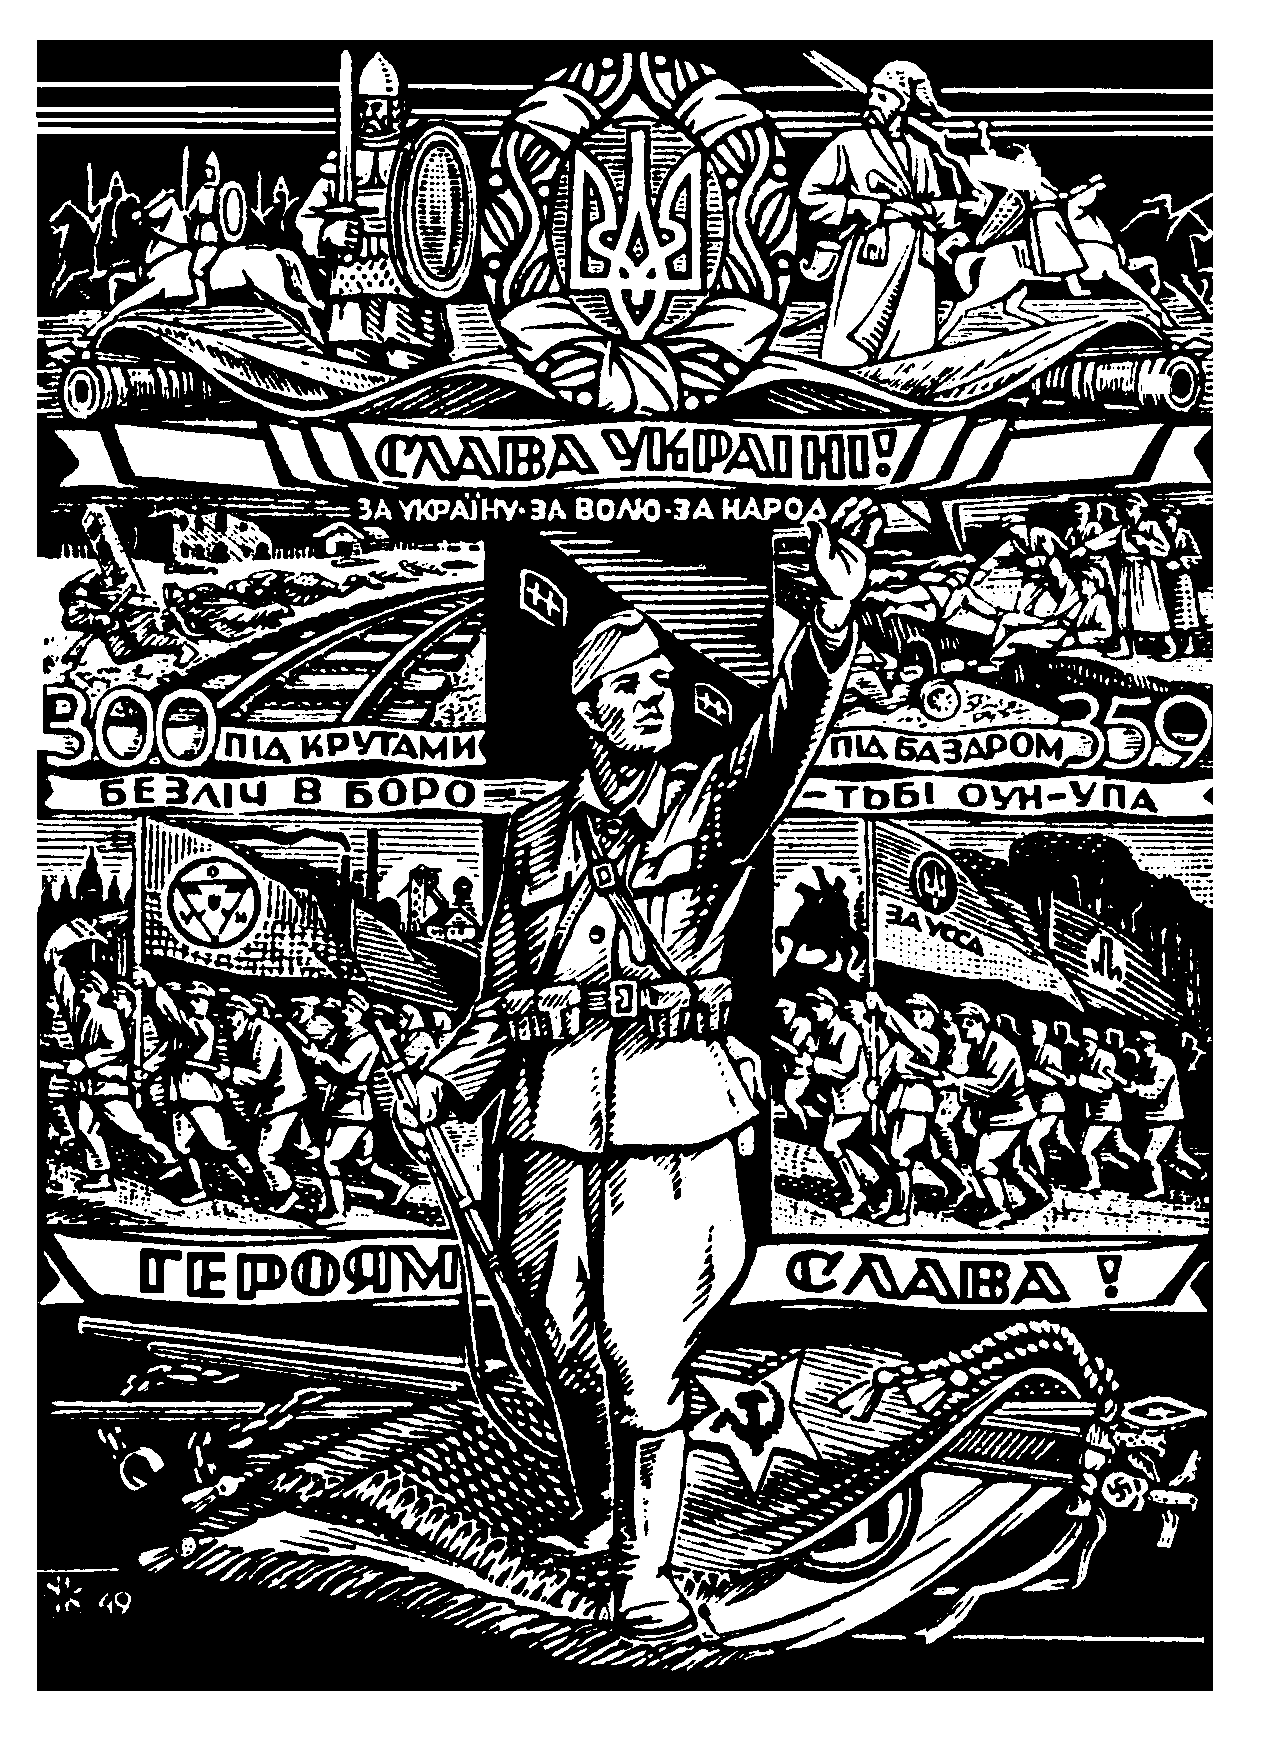 СЛАВА УКРАЇНІ!
ЗА УКРАЇНУ·ЗА ВОЛЮ·ЗА НАРОД
300 ПІД КРУТАМИ
ПІД БАЗАРОМ 359
БЕЗЛІЧ В БОРО
-ТЬБІ ОУН-УПА
ЗА УССД
ГЕРОЯМ
СЛАВА!
49